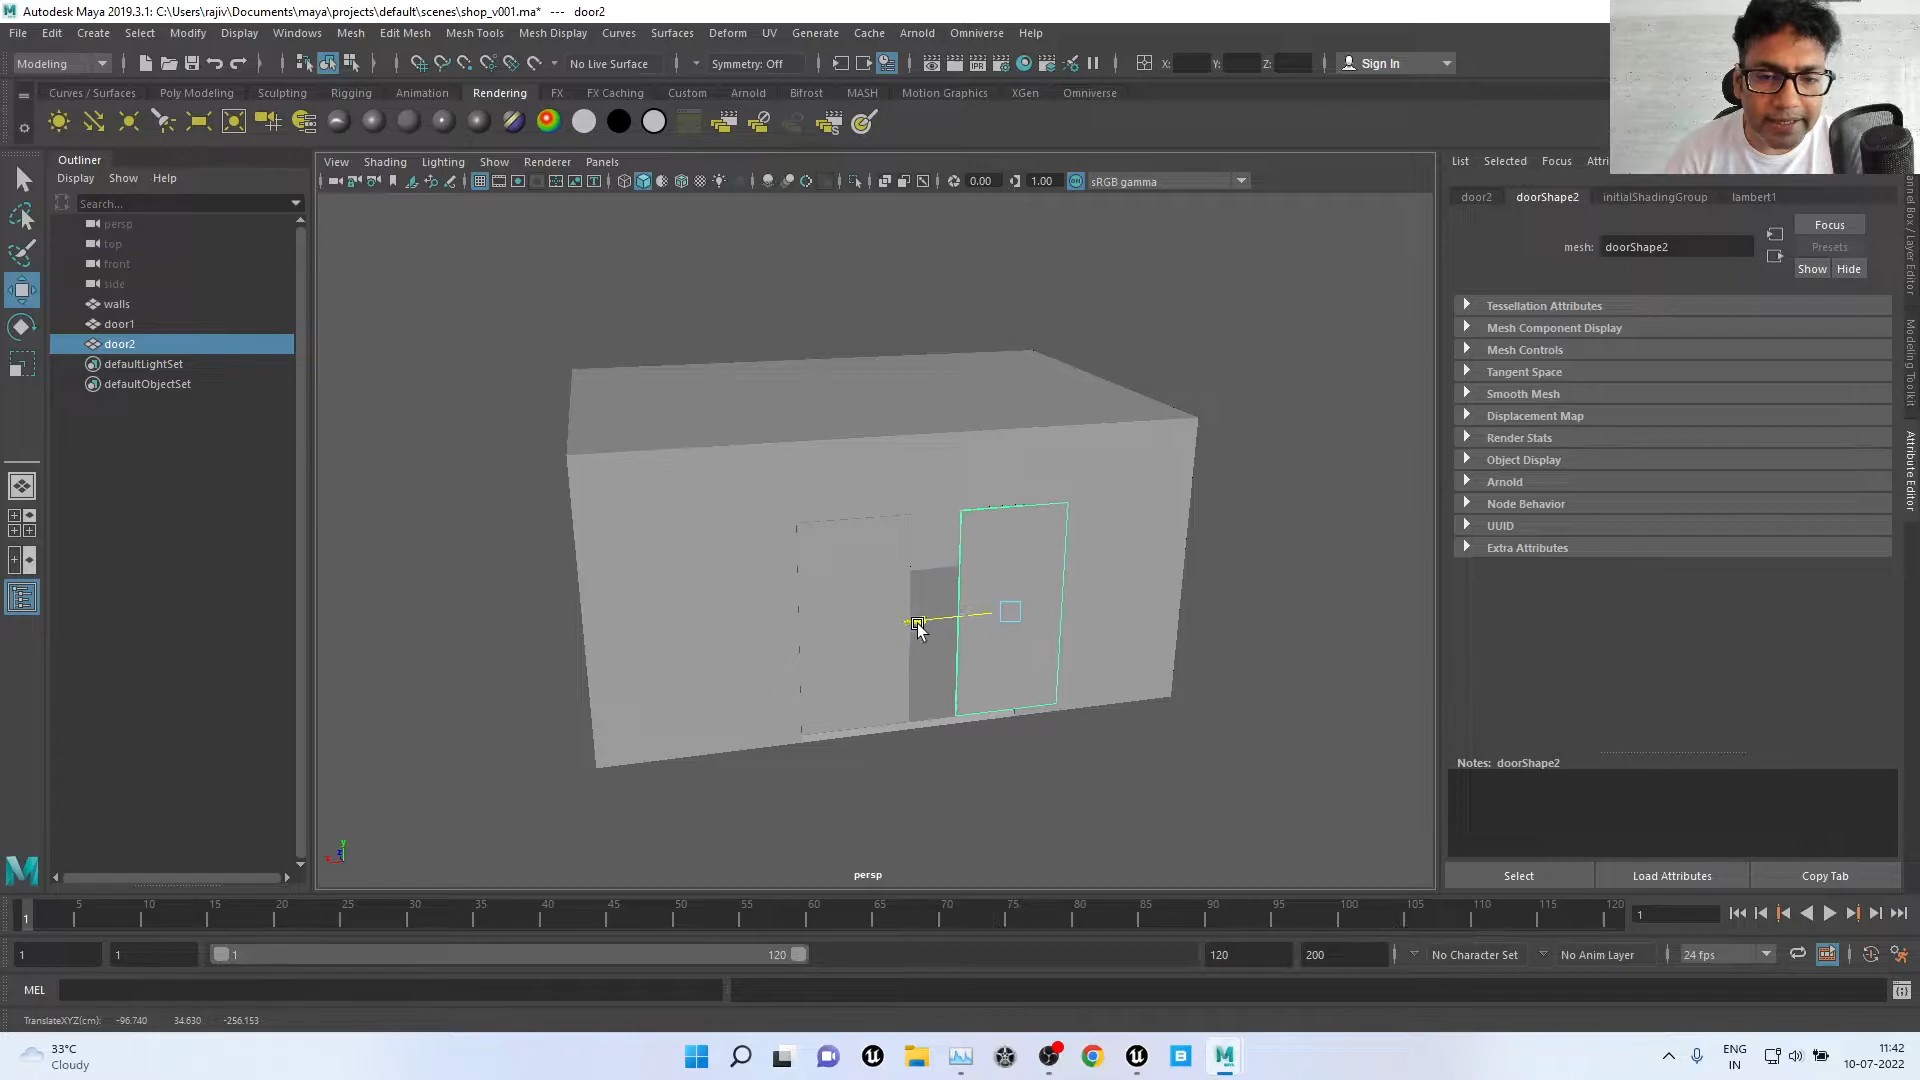 Autodesk Maya 2019.3.1: C:\Users\rajiv\Documents\maya\projects\default\scenes\shop_v001.ma* --- door2
File Edit Create Select Modify Display Windows Mesh Edit Mesh Mesh Tools Mesh Display Curves Surfaces Deform UV Generate Cache Arnold Omniverse Help
Modeling No Live Surface Symmetry: Off X: Y: Z: Sign In
Curves / Surfaces Poly Modeling Sculpting Rigging Animation Rendering FX FX Caching Custom Arnold Bifrost MASH Motion Graphics XGen Omniverse
Outliner
Display Show Help
Search...
persp
top
front
side
walls
door1
door2
defaultLightSet
defaultObjectSet
View Shading Lighting Show Renderer Panels
0.00 1.00 sRGB gamma
y
persp
List Selected Focus Attri
door2 doorShape2 initialShadingGroup lambert1
Focus
mesh: doorShape2
Presets
Show Hide
Tessellation Attributes
Mesh Component Display
Mesh Controls
Tangent Space
Smooth Mesh
Displacement Map
Render Stats
Object Display
Arnold
Node Behavior
UUID
Extra Attributes
Notes: doorShape2
Select Load Attributes Copy Tab
annel Box / Layer Editor
Modeling Toolkit
Attribute Editor
1 5 10 15 20 25 30 35 40 45 50 55 60 65 70 75 80 85 90 95 100 105 110 115 120 1
1 1 1 120 120 200 No Character Set No Anim Layer 24 fps
MEL
TranslateXYZ(cm): -96.740 34.630 -256.153
33°C
Cloudy
ENG
IN
11:42
10-07-2022